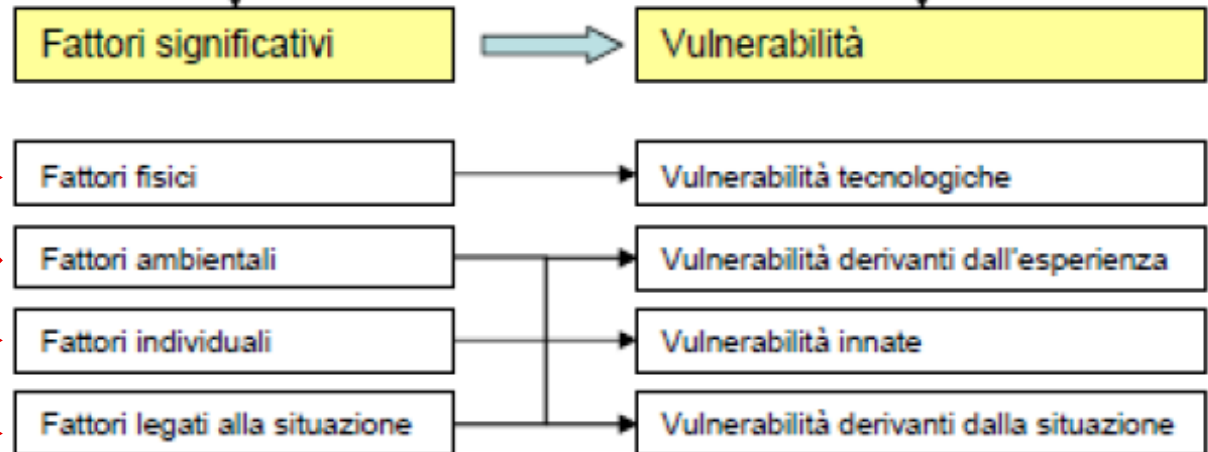 Fattori significativi
Vulnerabilità
Fattori fisici
Vulnerabilità tecnologiche
Fattori ambientali
Vulnerabilità derivanti dall'esperienza
Fattori individuali
Vulnerabilità innate
Fattori legati alla situazione
Vulnerabilità derivanti dalla situazione